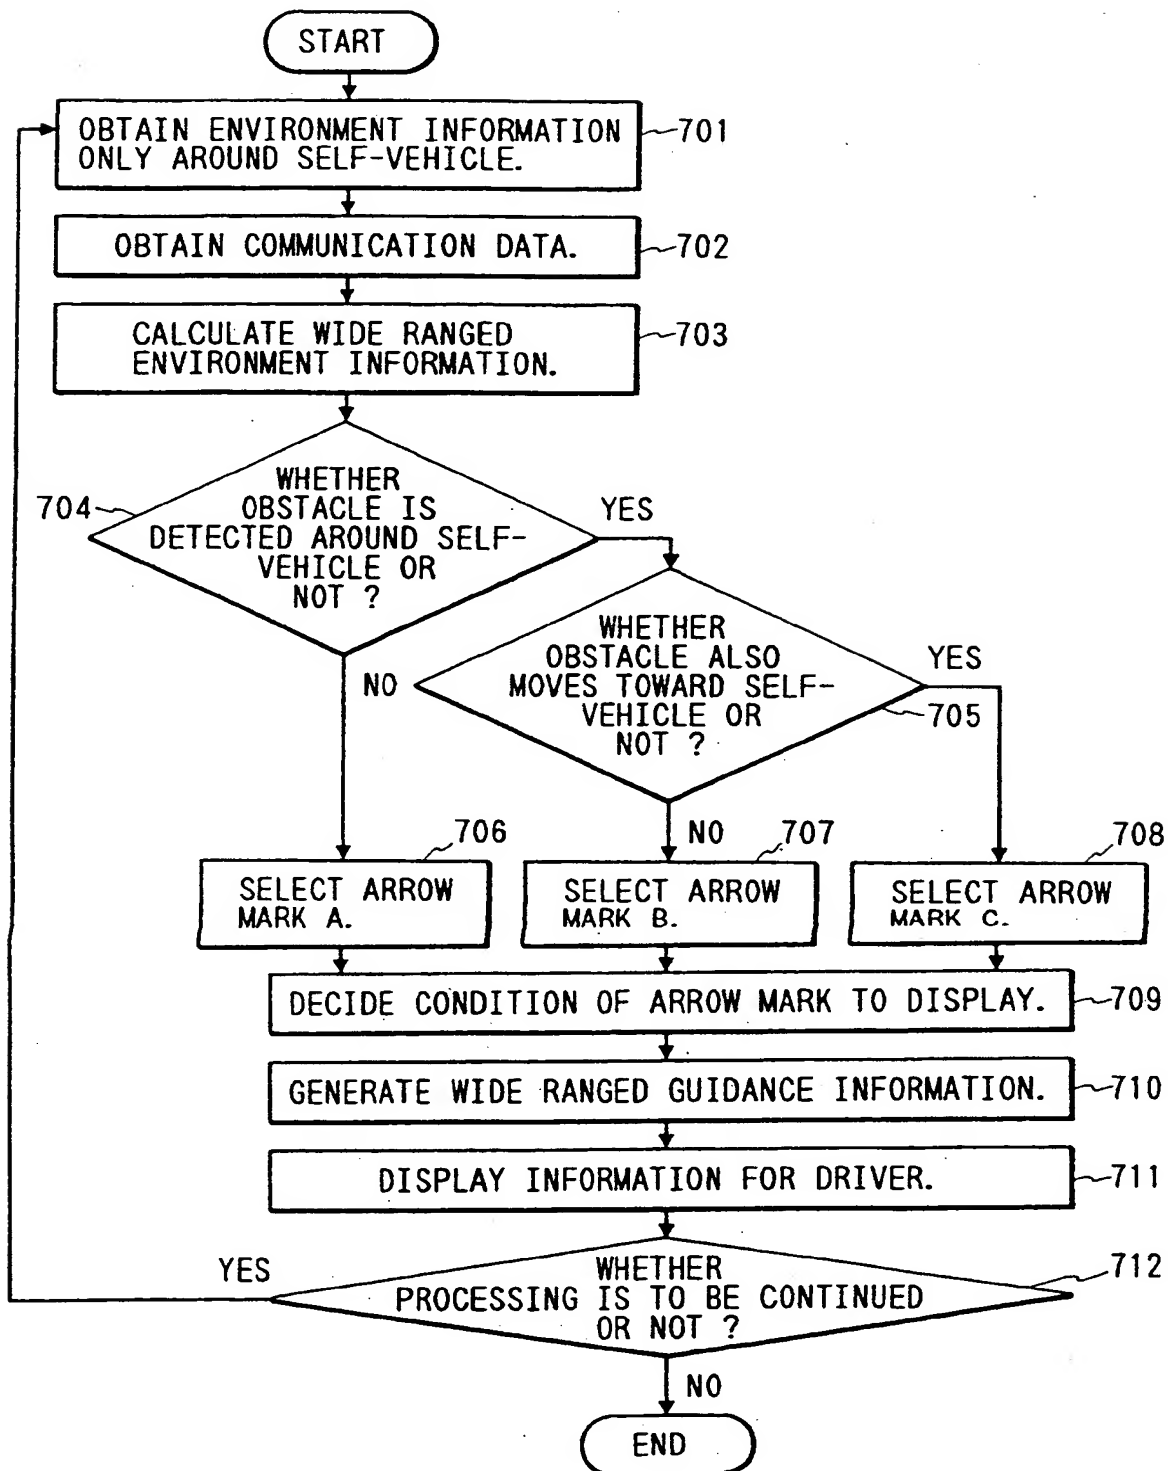 START
OBTAIN ENVIRONMENT INFORMATION
ONLY AROUND SELF-VEHICLE.
701
OBTAIN COMMUNICATION DATA.
702
CALCULATE WIDE RANGED
ENVIRONMENT INFORMATION.
703
704
WHETHER
OBSTACLE IS
DETECTED AROUND SELF-
VEHICLE OR
NOT ?
YES
NO
WHETHER
OBSTACLE ALSO
MOVES TOWARD SELF-
VEHICLE OR
NOT ?
YES
705
NO
706
SELECT ARROW
MARK A.
707
SELECT ARROW
MARK B.
708
SELECT ARROW
MARK C.
DECIDE CONDITION OF ARROW MARK TO DISPLAY.
709
GENERATE WIDE RANGED GUIDANCE INFORMATION.
710
DISPLAY INFORMATION FOR DRIVER.
711
YES
WHETHER
PROCESSING IS TO BE CONTINUED
OR NOT ?
712
NO
END